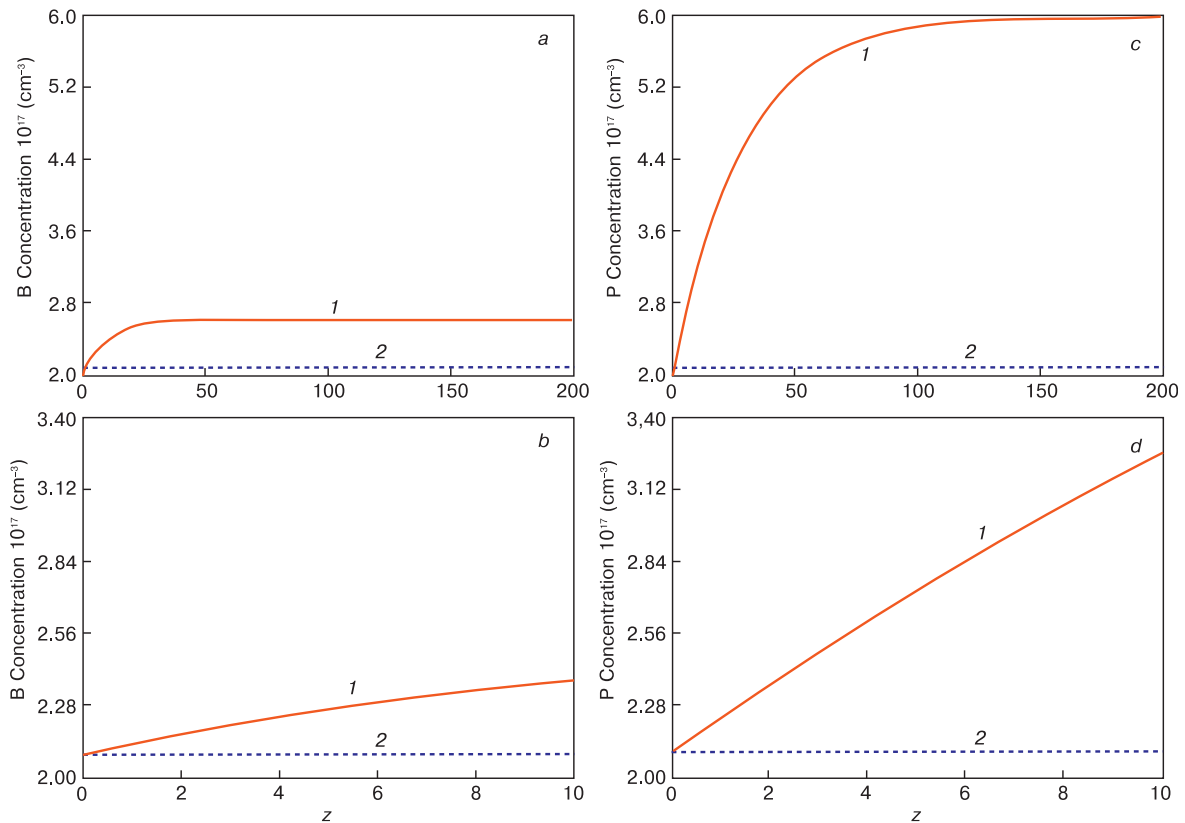 6.0
5.2
4.4
3.6
2.8
2.0
B Concentration 10¹⁷ (cm⁻³)
a
1
2
0 50 100 150 200
6.0
5.2
4.4
3.6
2.8
2.0
P Concentration 10¹⁷ (cm⁻³)
c
1
2
0 50 100 150 200
3.40
3.12
2.84
2.56
2.28
2.00
B Concentration 10¹⁷ (cm⁻³)
b
1
2
0 2 4 6 8 10
z
3,40
3.12
2.84
2.56
2.28
2.00
P Concentration 10¹⁷ (cm⁻³)
d
1
2
0 2 4 6 8 10
z